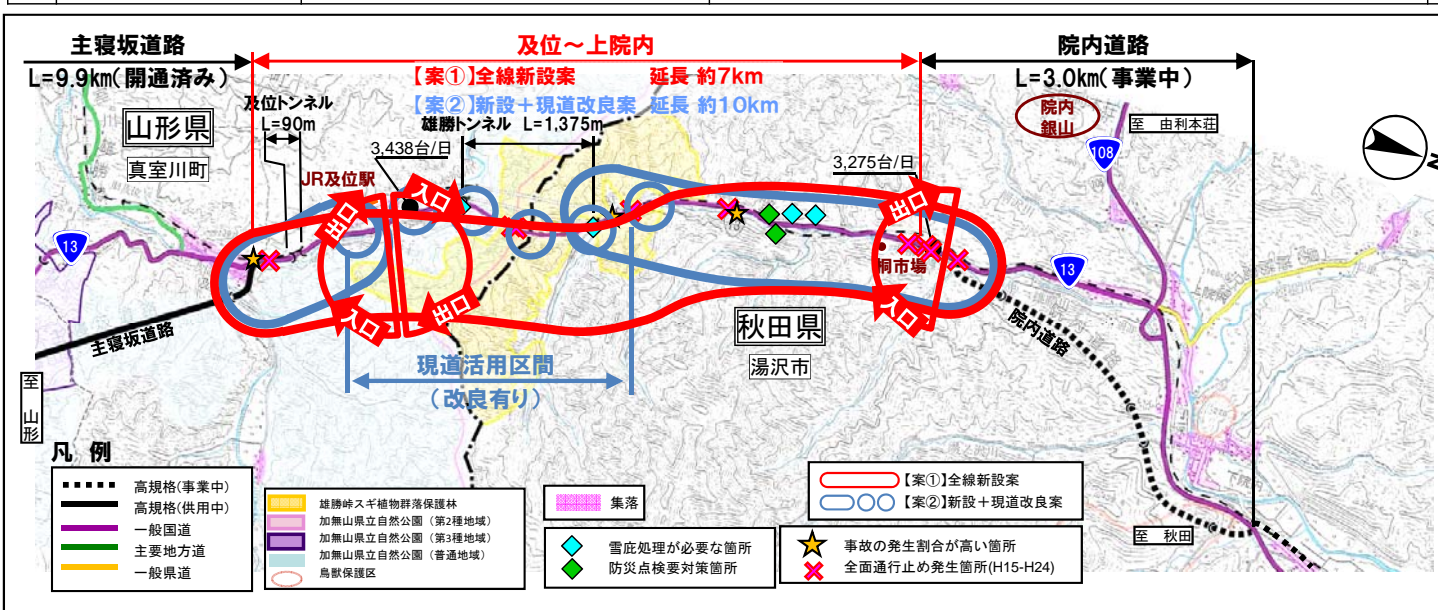 主寝坂道路
L=9.9km(開通済み)
及位～上院内
【案①】全線新設案 延長 約7km
【案②】新設+現道改良案 延長 約10km
院内道路
L=3.0km(事業中)
及位トンネル
L=90m
雄勝トンネル L=1,375m
山形県
真室川町
3,438台/日
JR及位駅
3,275台/日
院内
銀山
至 由利本荘
108
N
13
出口
入口
入口
出口
出口
入口
桐市場
13
主寝坂道路
院内道路
秋田県
湯沢市
現道活用区間
(改良有り)
至 山形
至 秋田
凡 例
高規格(事業中)
高規格(供用中)
一般国道
主要地方道
一般県道
雄勝峠スギ植物群落保護林
加無山県立自然公園（第2種地域）
加無山県立自然公園（第3種地域）
加無山県立自然公園（普通地域）
鳥獣保護区
集落
雪庇処理が必要な箇所
防災点検要対策箇所
【案①】全線新設案
【案②】新設+現道改良案
事故の発生割合が高い箇所
全面通行止め発生箇所(H15-H24)